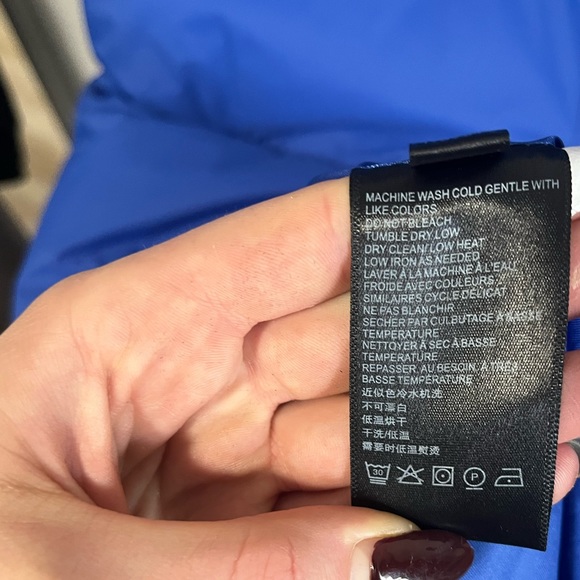 MACHINE WASH COLD GENTLE WITH
LIKE COLORS
DO NOT BLEACH
TUMBLE DRY LOW
DRY CLEAN/LOW HEAT
LOW IRON AS NEEDED
LAVER À LA MACHINE À L'EAU
FROIDE AVEC COULEURS
SIMILAIRES CYCLE DÉLICAT
NE PAS BLANCHIR
SÉCHER PAR CULBUTAGE À BASSE
TEMPÉRATURE
NETTOYER À SEC À BASSE
TEMPÉRATURE
REPASSER, AU BESOIN, À TRÈS
BASSE TEMPÉRATURE
近似色冷水机洗
不可漂白
低温烘干
干洗/低温
需要时低温熨烫
30 P